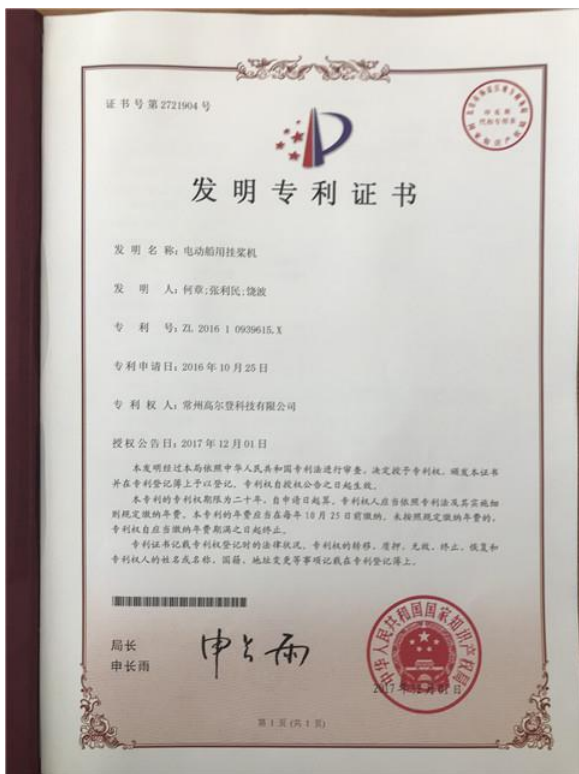 证书号第2721904号
发明专利证书
发明名称：电动船用挂桨机
发明人：何章;张利民;饶波
专利号：ZL 2016 1 0939615.X
专利申请日：2016年10月25日
专利权人：常州高尔登科技有限公司
授权公告日：2017年12月01日
本发明经过本局依照中华人民共和国专利法进行审查，决定授予专利权，颁发本证书
并在专利登记簿上予以登记。专利权自授权公告之日起生效。
本专利的专利权期限为二十年，自申请日起算。专利权人应当依照专利法及其实施细
则规定缴纳年费。本专利的年费应当在每年10月25日前缴纳。未按照规定缴纳年费的，
专利权自应当缴纳年费期满之日起终止。
专利证书记载专利权登记时的法律状况。专利权的转移、质押、无效、终止、恢复和
专利权人的姓名或名称、国籍、地址变更等事项记载在专利登记簿上。
局长
申长雨
申长雨
中华人民共和国国家知识产权局
2017年12月01日
第1页(共1页)